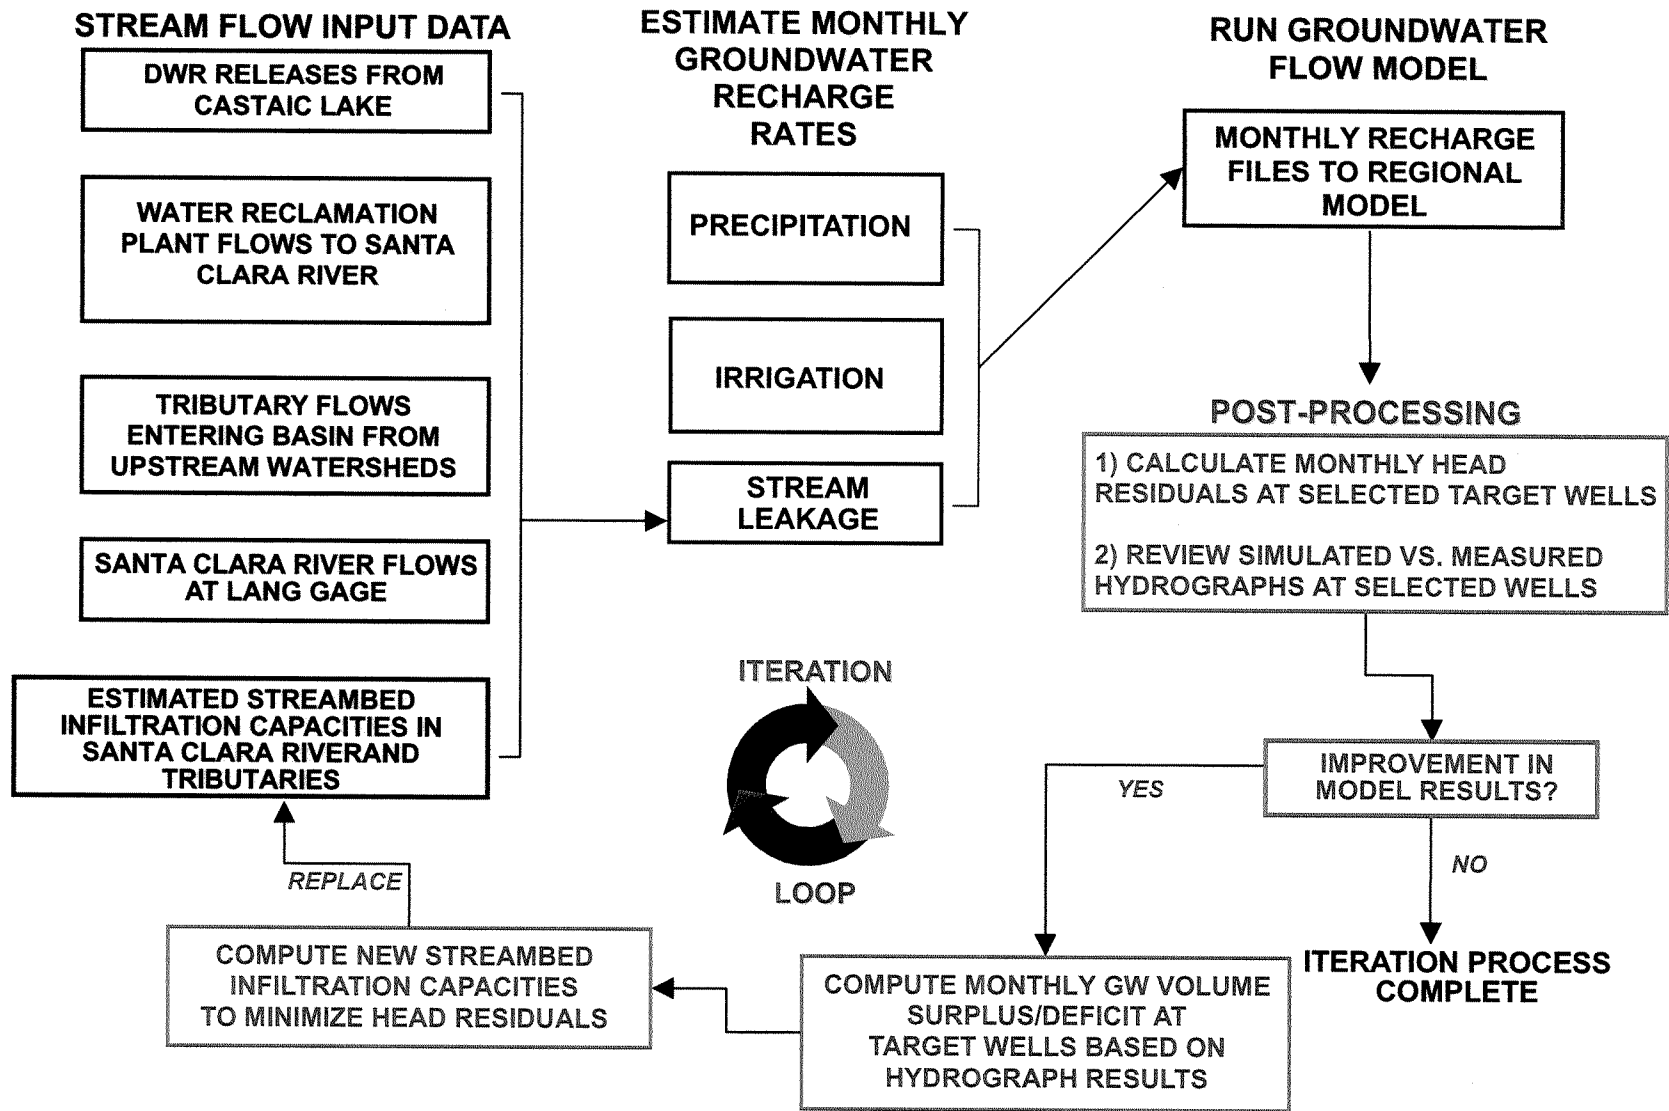 STREAM FLOW INPUT DATA
DWR RELEASES FROM
CASTAIC LAKE
WATER RECLAMATION
PLANT FLOWS TO SANTA
CLARA RIVER
TRIBUTARY FLOWS
ENTERING BASIN FROM
UPSTREAM WATERSHEDS
SANTA CLARA RIVER FLOWS
AT LANG GAGE
ESTIMATED STREAMBED
INFILTRATION CAPACITIES IN
SANTA CLARA RIVERAND
TRIBUTARIES
ESTIMATE MONTHLY
GROUNDWATER
RECHARGE
RATES
PRECIPITATION
IRRIGATION
STREAM
LEAKAGE
RUN GROUNDWATER
FLOW MODEL
MONTHLY RECHARGE
FILES TO REGIONAL
MODEL
POST-PROCESSING
1) CALCULATE MONTHLY HEAD
RESIDUALS AT SELECTED TARGET WELLS
2) REVIEW SIMULATED VS. MEASURED
HYDROGRAPHS AT SELECTED WELLS
IMPROVEMENT IN
MODEL RESULTS?
YES
NO
ITERATION PROCESS
COMPLETE
COMPUTE MONTHLY GW VOLUME
SURPLUS/DEFICIT AT
TARGET WELLS BASED ON
HYDROGRAPH RESULTS
COMPUTE NEW STREAMBED
INFILTRATION CAPACITIES
TO MINIMIZE HEAD RESIDUALS
REPLACE
ITERATION
LOOP